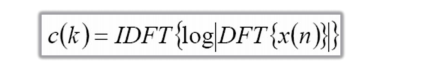 c(k) = IDFT{log|DFT{x(n)}|}